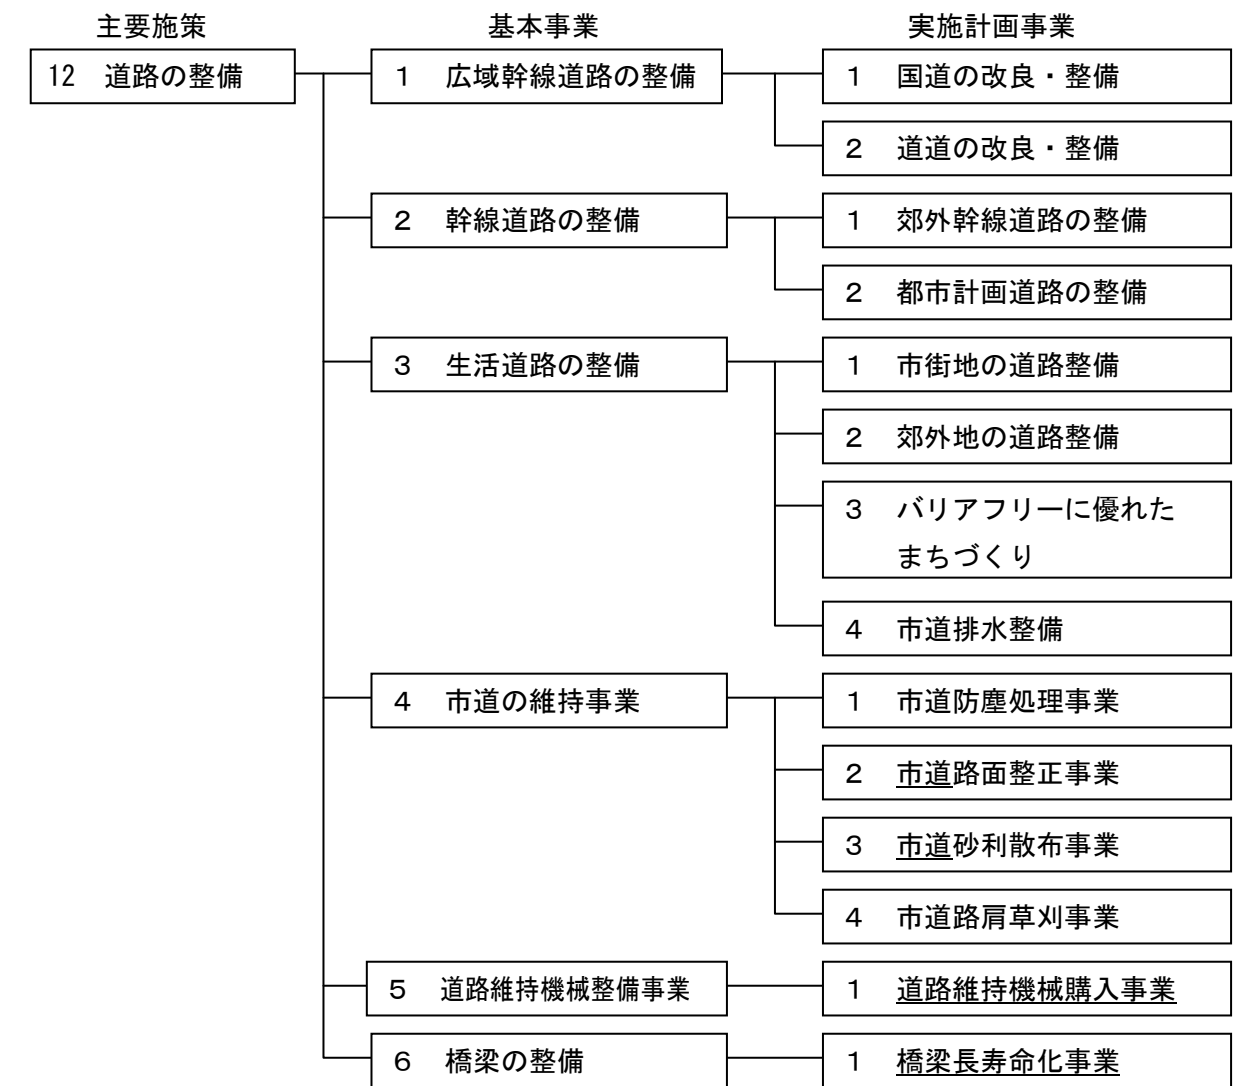 主要施策 基本事業 実施計画事業
12 道路の整備 1 広域幹線道路の整備 1 国道の改良・整備
2 道道の改良・整備
2 幹線道路の整備 1 郊外幹線道路の整備
2 都市計画道路の整備
3 生活道路の整備 1 市街地の道路整備
2 郊外地の道路整備
3 バリアフリーに優れた
まちづくり
4 市道排水整備
4 市道の維持事業 1 市道防塵処理事業
2 市道路面整正事業
3 市道砂利散布事業
4 市道路肩草刈事業
5 道路維持機械整備事業 1 道路維持機械購入事業
6 橋梁の整備 1 橋梁長寿命化事業